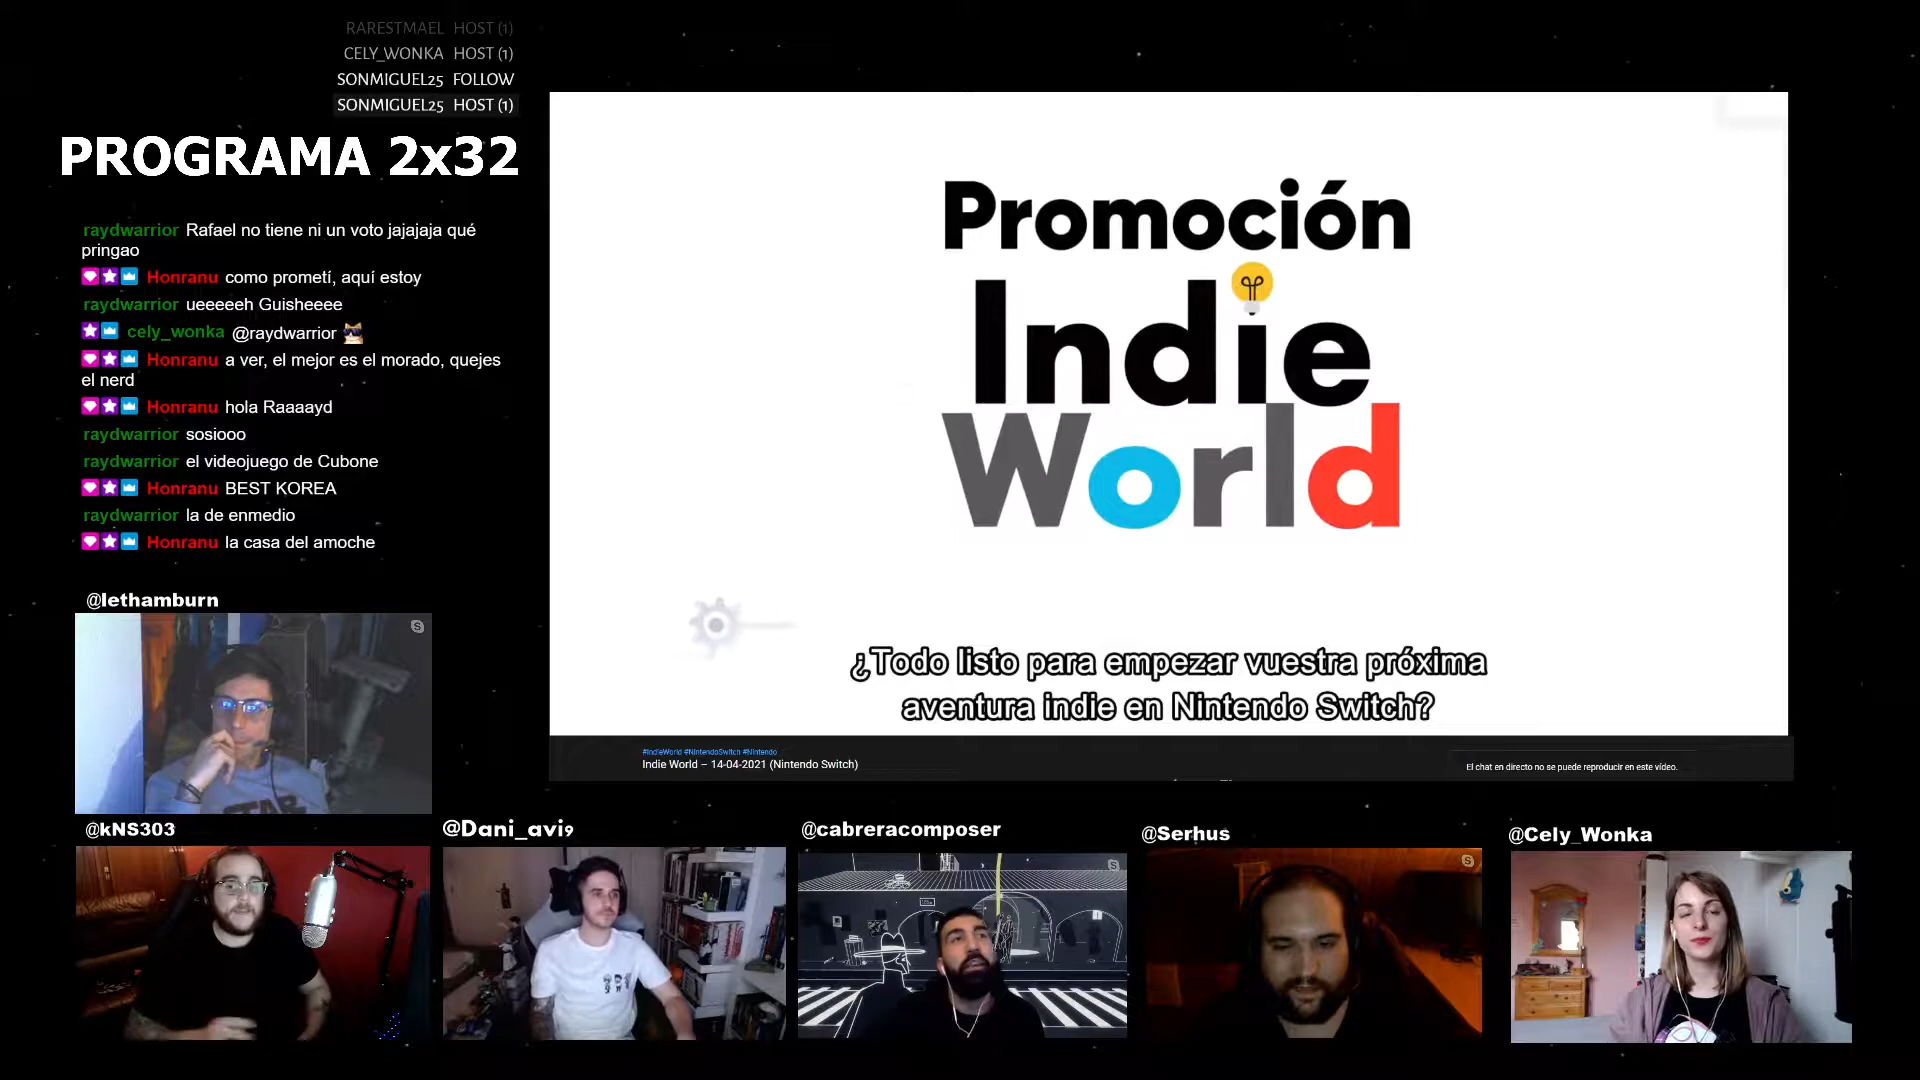 RARESTMAEL HOST (1)
CELY_WONKA HOST (1)
SONMIGUEL25 FOLLOW
SONMIGUEL25 HOST (1)
PROGRAMA 2x32
raydwarrior Rafael no tiene ni un voto jajajaja qué
pringao
Honranu como prometí, aquí estoy
raydwarrior ueeeeeh Guisheeee
cely_wonka @raydwarrior
Honranu a ver, el mejor es el morado, quejes
el nerd
Honranu hola Raaaayd
raydwarrior sosiooo
raydwarrior el videojuego de Cubone
Honranu BEST KOREA
raydwarrior la de enmedio
Honranu la casa del amoche
Promoción
Indie
World
¿Todo listo para empezar vuestra próxima
aventura indie en Nintendo Switch?
#IndieWorld #NintendoSwitch #Nintendo
Indie World – 14-04-2021 (Nintendo Switch)
El chat en directo no se puede reproducir en este vídeo.
@lethamburn
STAR
@kNS303
@Dani_avi9
@cabreracomposer
@Serhus
@Cely_Wonka